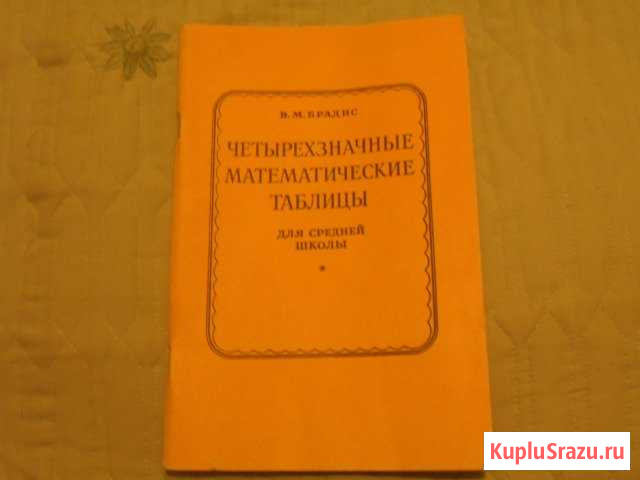 В. М. БРАДИС
ЧЕТЫРЕХЗНАЧНЫЕ
МАТЕМАТИЧЕСКИЕ
ТАБЛИЦЫ
ДЛЯ СРЕДНЕЙ
ШКОЛЫ
KupluSrazu.ru